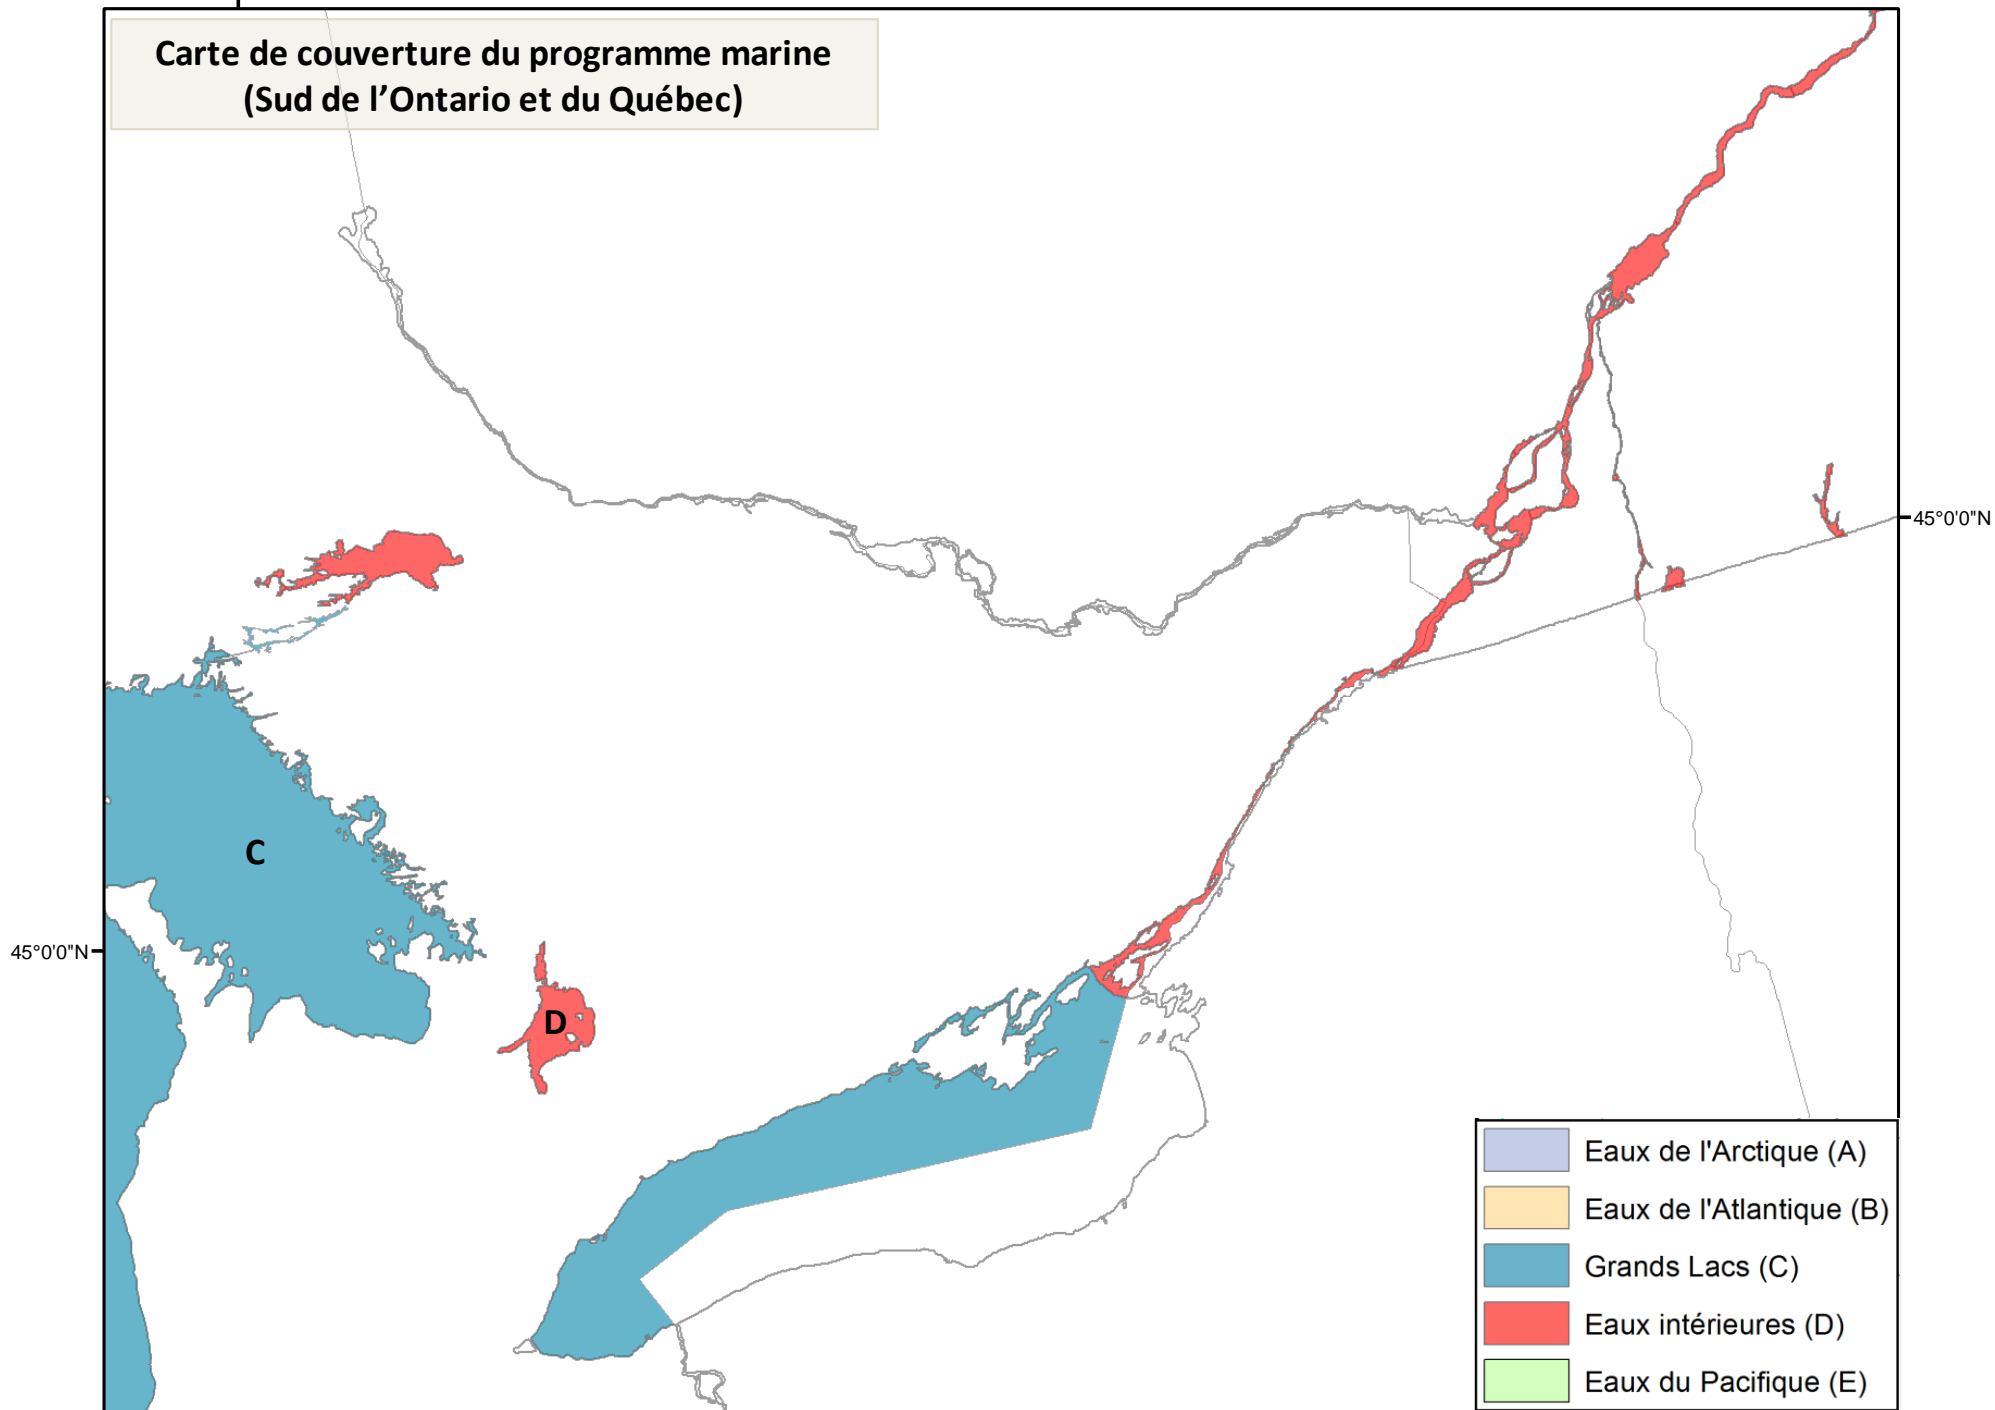 Carte de couverture du programme marine
(Sud de l'Ontario et du Québec)
45°0'0"N
C
45°0'0"N
D
Eaux de l'Arctique (A)
Eaux de l'Atlantique (B)
Grands Lacs (C)
Eaux intérieures (D)
Eaux du Pacifique (E)